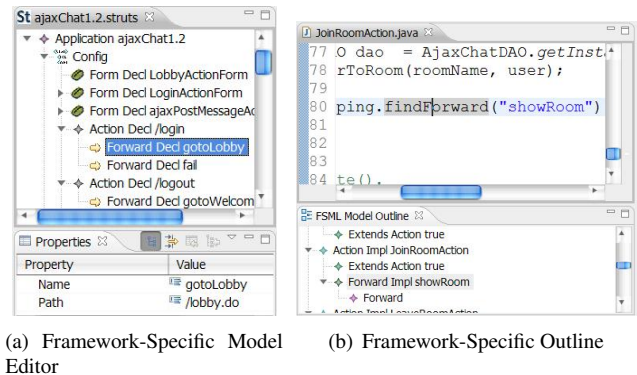 ajaxChat1.2.struts
Application ajaxChat1.2
Config
Form Decl LobbyActionForm
Form Decl LoginActionForm
Form Decl ajaxPostMessageAc
Action Decl /login
Forward Decl gotoLobby
Forward Decl fail
Action Decl /logout
Forward Decl gotoWelcom
Properties
Property Value
Name gotoLobby
Path /lobby.do
(a) Framework-Specific Model
Editor
JoinRoomAction.java
77 O dao = AjaxChatDAO.getInst
78 rToRoom(roomName, user);
79
80 ping.findForward("showRoom")
81
82
83
84 te().
FSML Model Outline
Extends Action true
Action Impl JoinRoomAction
Extends Action true
Forward Impl showRoom
Forward
Action Impl LeaveRoomAction
(b) Framework-Specific Outline